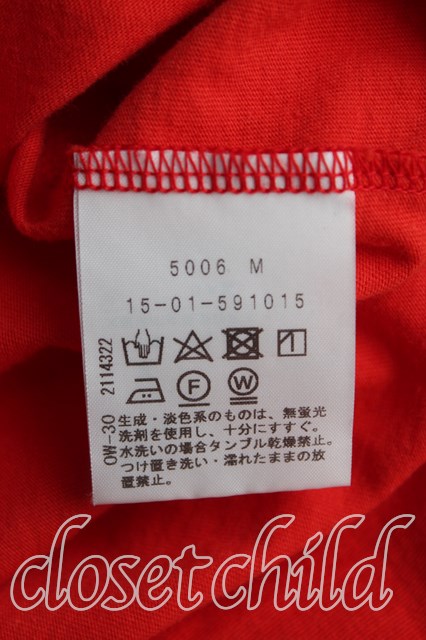 5006 M
15-01-591015
2114322
0W-30
F
W
生成・淡色系のものは、無蛍光
洗剤を使用し、十分にすすぐ。
水洗いの場合タンブル乾燥禁止。
つけ置き洗い・濡れたままの放
置禁止。
closet child